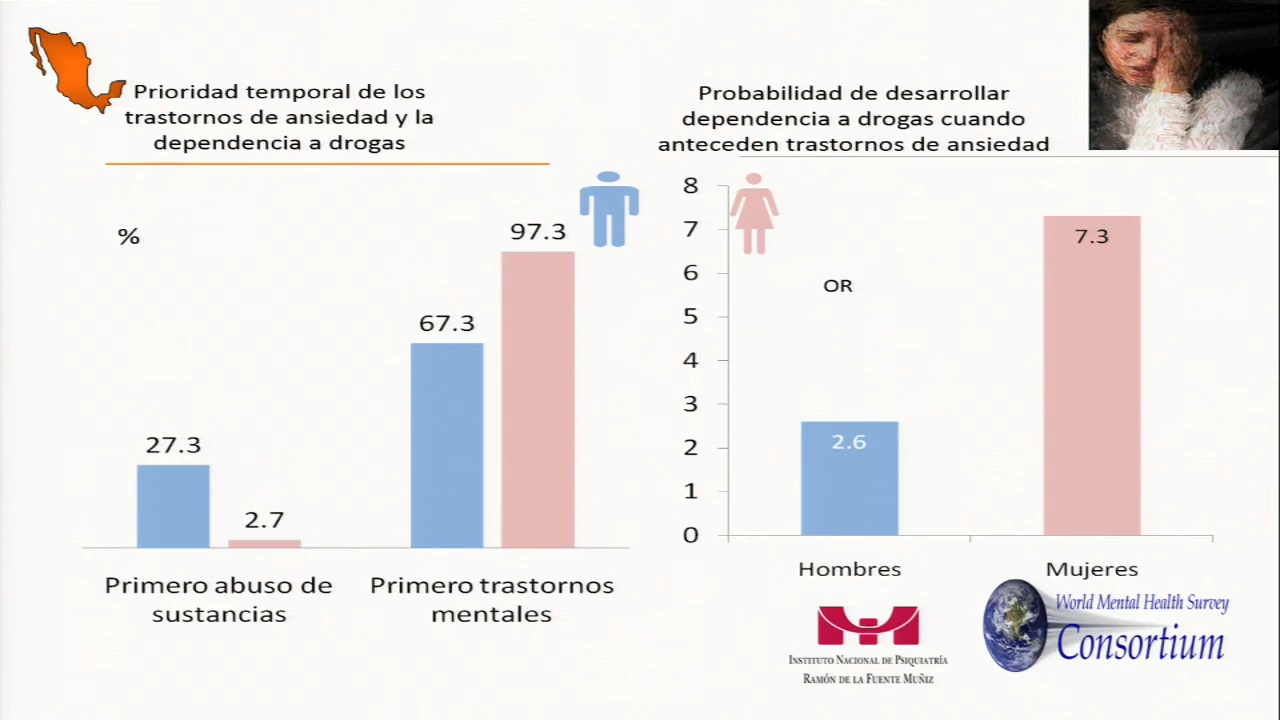 Prioridad temporal de los
trastornos de ansiedad y la
dependencia a drogas
%
27.3
2.7
67.3
97.3
Primero abuso de
sustancias
Primero trastornos
mentales
Probabilidad de desarrollar
dependencia a drogas cuando
anteceden trastornos de ansiedad
8
7
6
5
4
3
2
1
0
OR
2.6
7.3
Hombres
Mujeres
INSTITUTO NACIONAL DE PSIQUIATRÍA
RAMÓN DE LA FUENTE MUÑIZ
World Mental Health Survey
Consortium